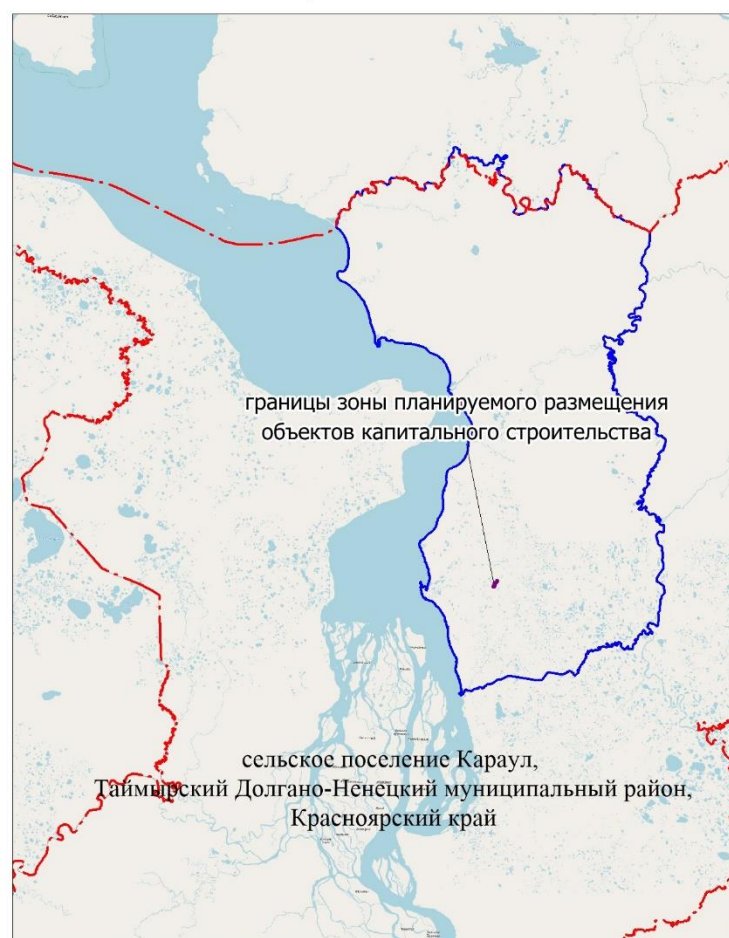 границы зоны планируемого размещения
объектов капитального строительства
сельское поселение Караул,
Таймырский Долгано-Ненецкий муниципальный район,
Красноярский край